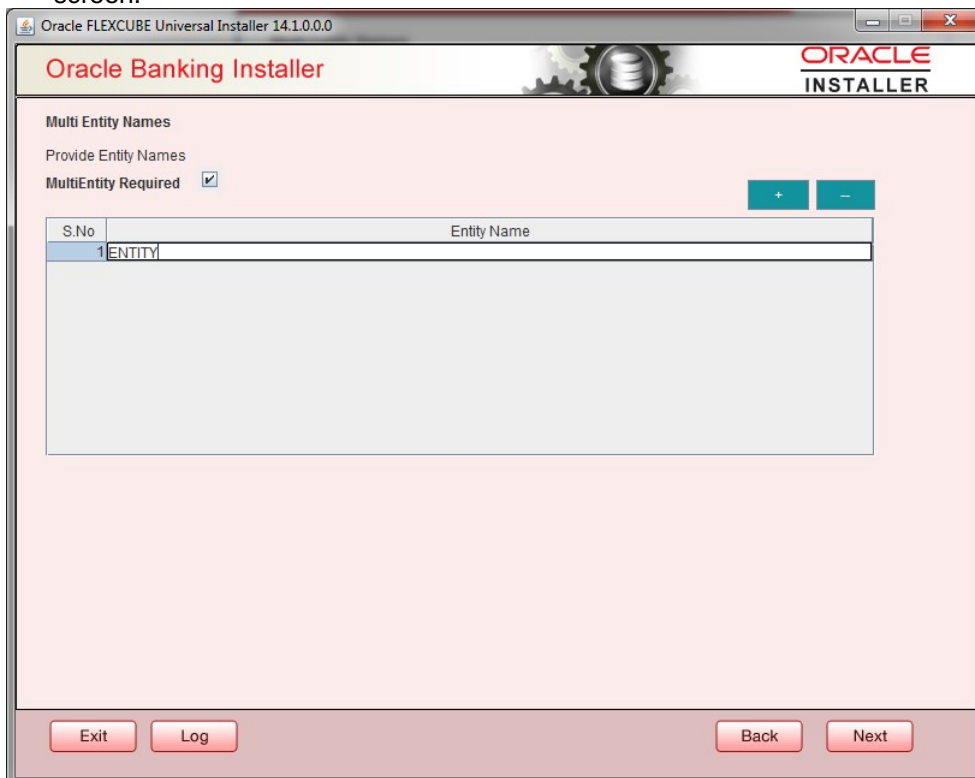 screen.
Oracle FLEXCUBE Universal Installer 14.1.0.0.0
Oracle Banking Installer
ORACLE
INSTALLER
Multi Entity Names
Provide Entity Names
MultiEntity Required
+ --
S.No Entity Name
1 ENTITY
Exit Log Back Next